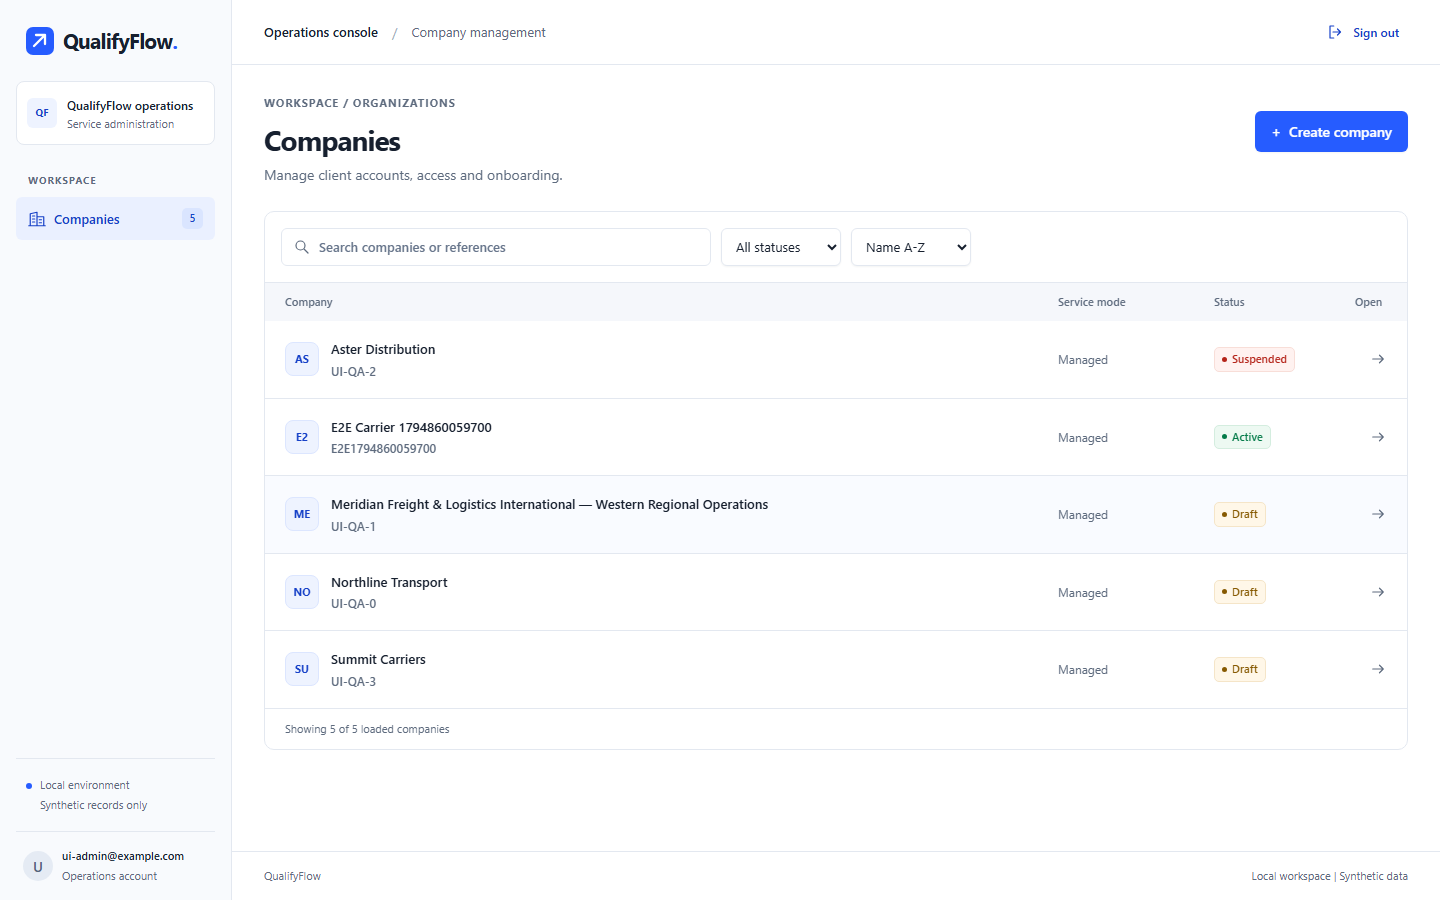 QualifyFlow.
QF
QualifyFlow operations
Service administration
WORKSPACE
Companies 5
Local environment
Synthetic records only
U
ui-admin@example.com
Operations account
Operations console / Company management
Sign out
WORKSPACE / ORGANIZATIONS
Companies
Manage client accounts, access and onboarding.
+ Create company
Search companies or references
All statuses
Name A-Z
Company Service mode Status Open
AS Aster Distribution Managed Suspended →
UI-QA-2
E2 E2E Carrier 1794860059700 Managed Active →
E2E1794860059700
ME Meridian Freight & Logistics International — Western Regional Operations Managed Draft →
UI-QA-1
NO Northline Transport Managed Draft →
UI-QA-0
SU Summit Carriers Managed Draft →
UI-QA-3
Showing 5 of 5 loaded companies
QualifyFlow
Local workspace | Synthetic data